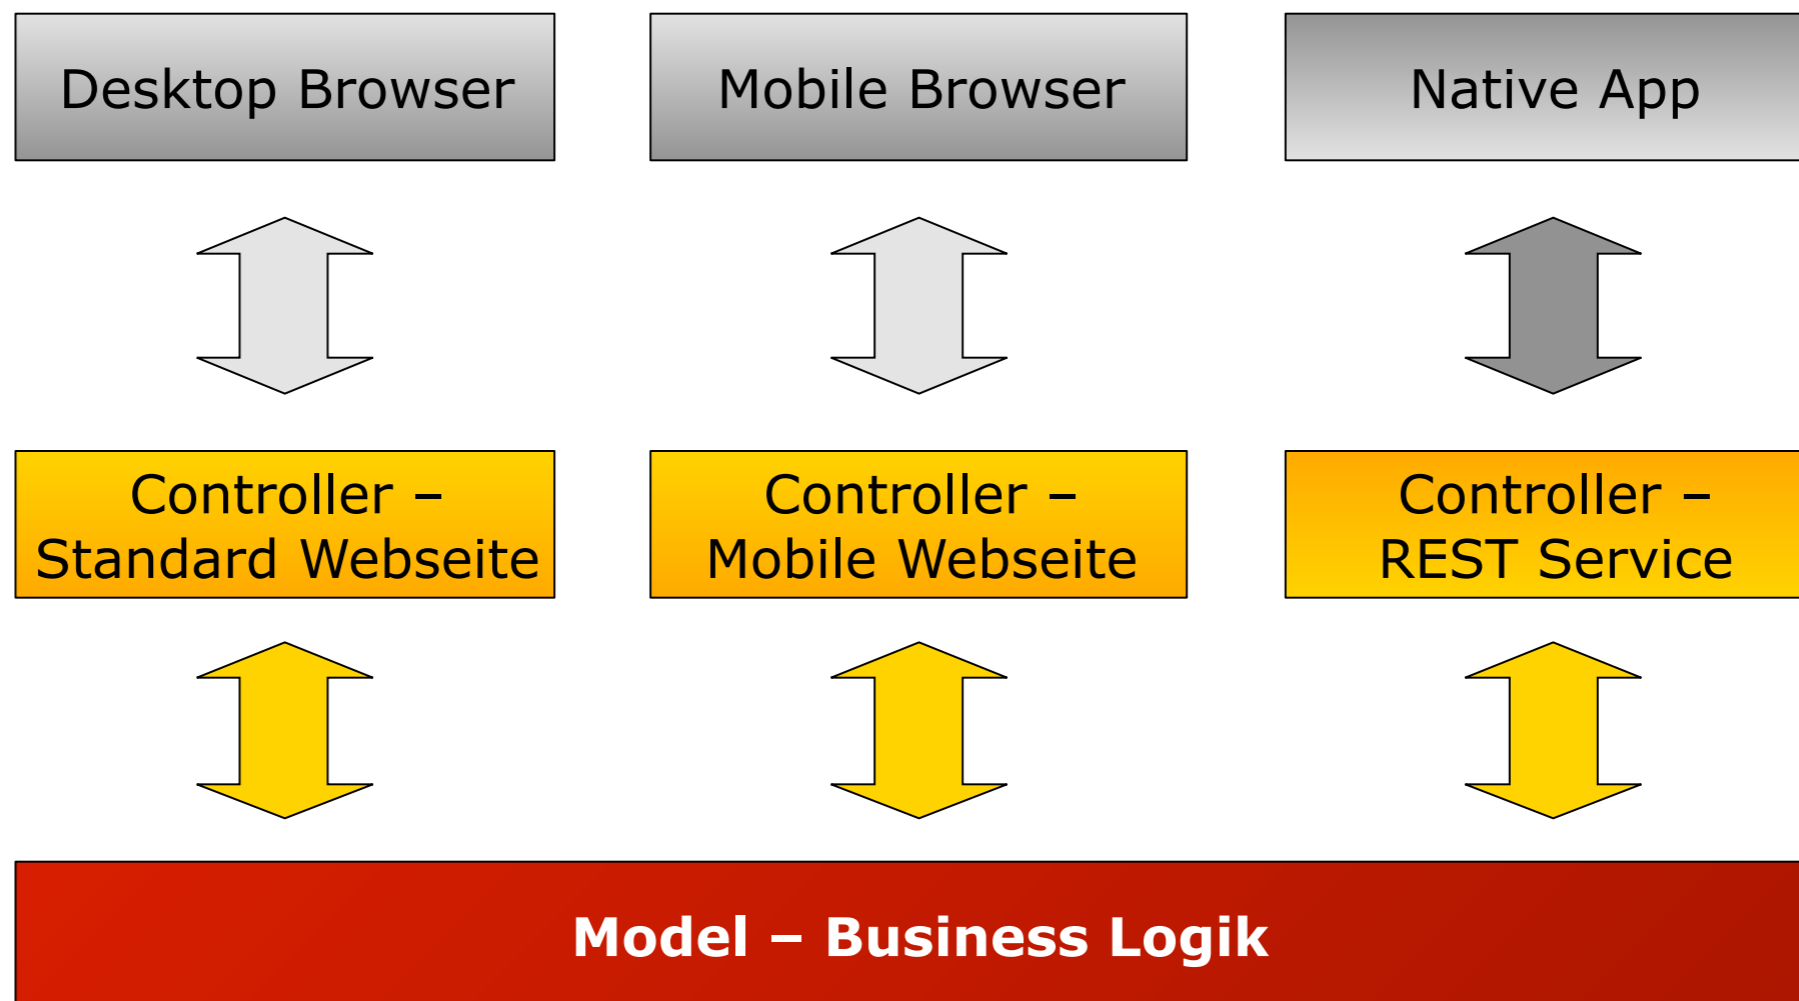 Desktop Browser
Mobile Browser
Native App
Controller –
Standard Webseite
Controller –
Mobile Webseite
Controller –
REST Service
Model – Business Logik